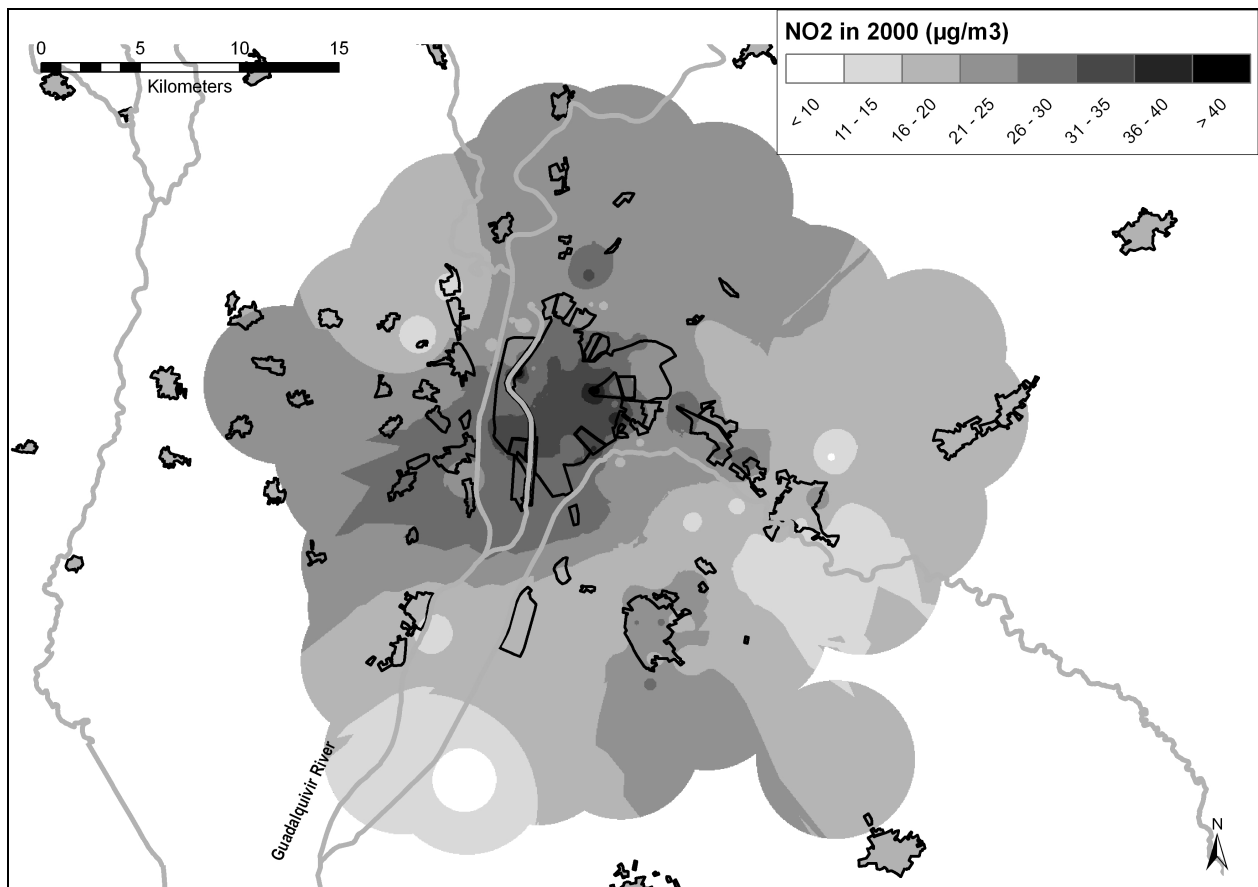 0 5 10 15
Kilometers
NO2 in 2000 (µg/m3)
< 10 11 - 15 16 - 20 21 - 25 26 - 30 31 - 35 36 - 40 > 40
Guadalquivir River
N